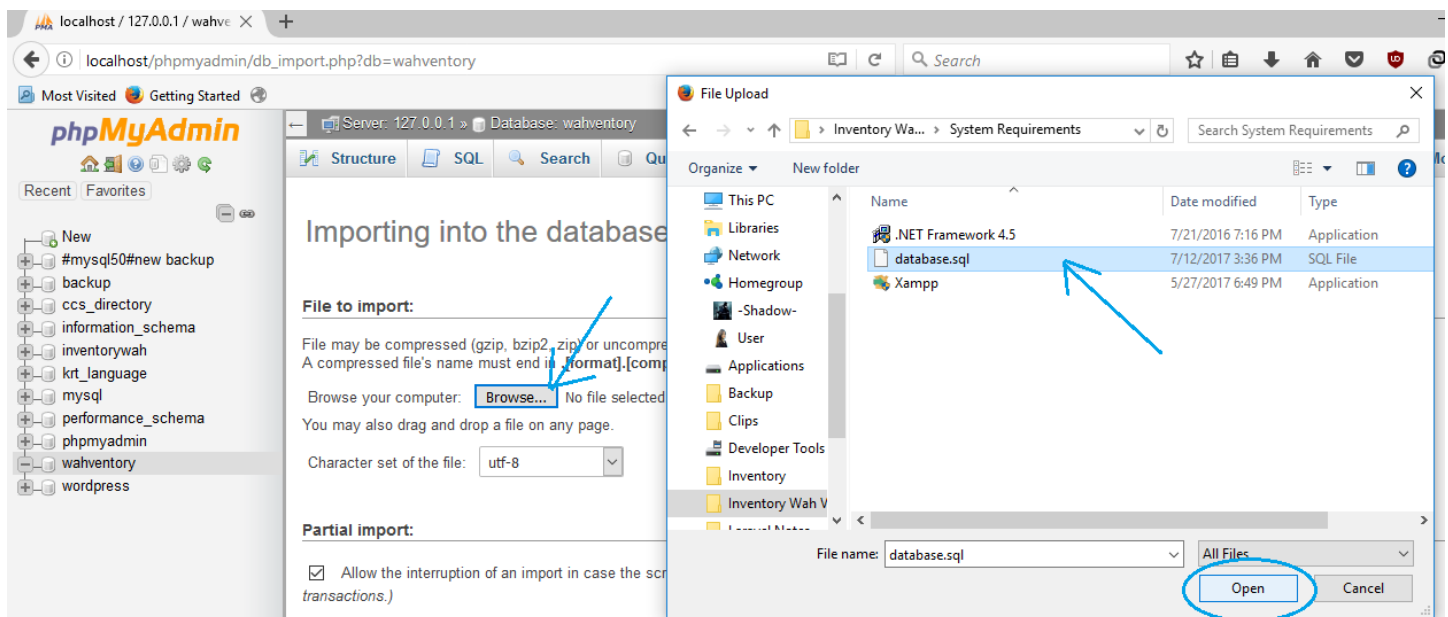 localhost / 127.0.0.1 / wahve
localhost/phpmyadmin/db_import.php?db=wahventory
Search
Most Visited
Getting Started
phpMyAdmin
Recent
Favorites
New
#mysql50#new backup
backup
ccs_directory
information_schema
inventorywah
krt_language
mysql
performance_schema
phpmyadmin
wahventory
wordpress
Server: 127.0.0.1 » Database: wahventory
Structure SQL Search Qu
Importing into the database
File to import:
File may be compressed (gzip, bzip2, zip) or uncompre
A compressed file's name must end in .[format].[comp
Browse your computer: Browse... No file selected
You may also drag and drop a file on any page.
Character set of the file: utf-8
Partial import:
Allow the interruption of an import in case the scr
transactions.)
File Upload
Inventory Wa... System Requirements
Search System Requirements
Organize New folder
This PC
Libraries
Network
Homegroup
-Shadow-
User
Applications
Backup
Clips
Developer Tools
Inventory
Inventory Wah V
Name Date modified Type
.NET Framework 4.5 7/21/2016 7:16 PM Application
database.sql 7/12/2017 3:36 PM SQL File
Xampp 5/27/2017 6:49 PM Application
File name: database.sql All Files
Open Cancel